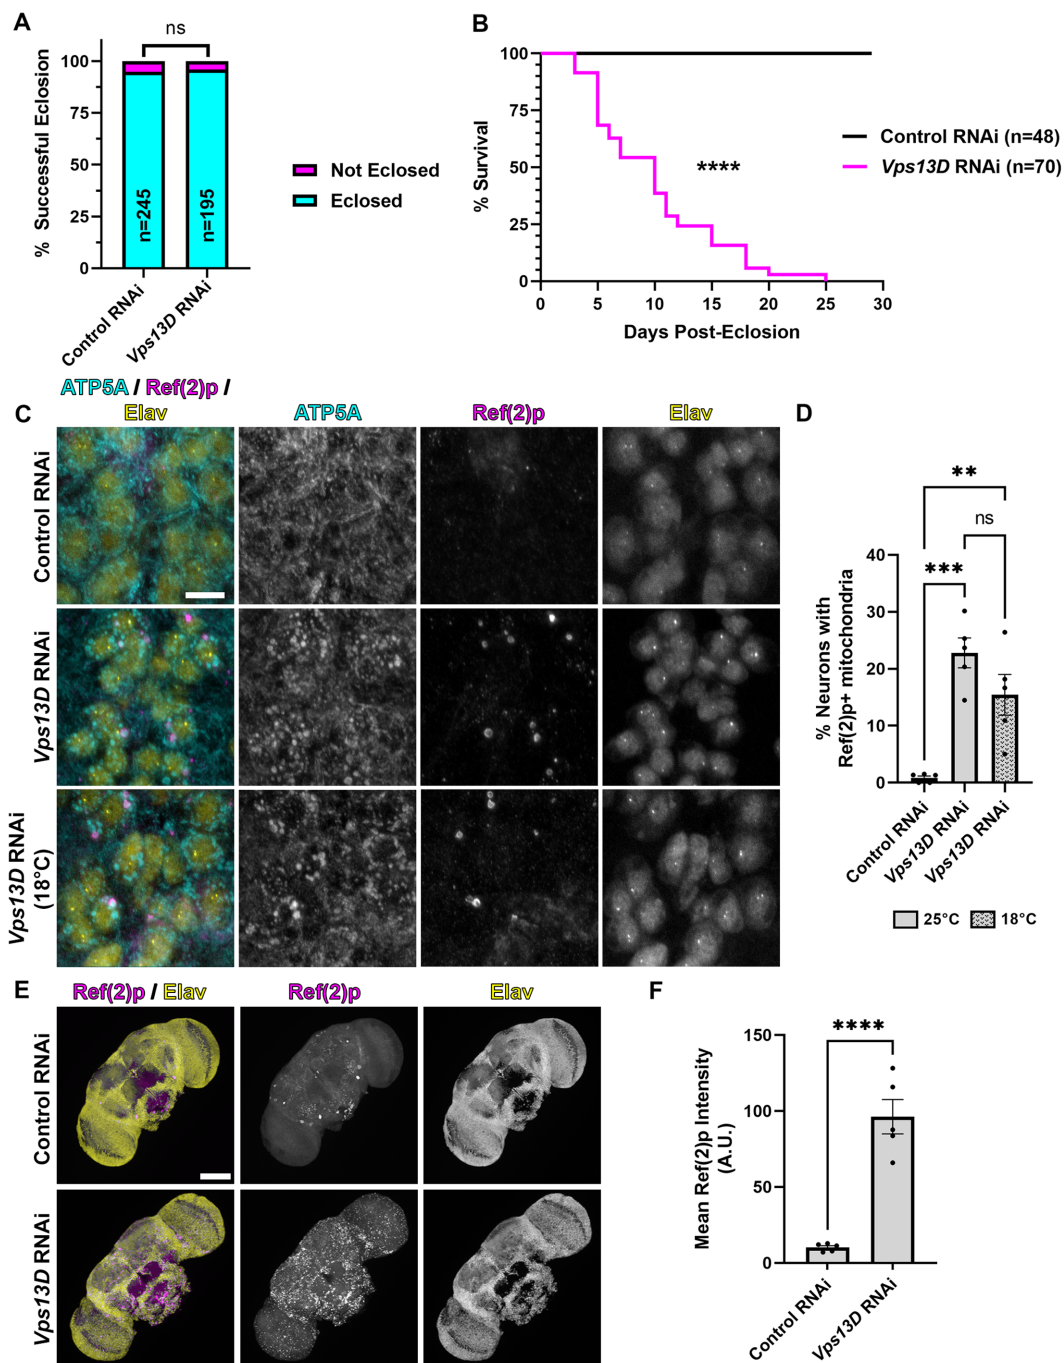 A
ns
% Successful Eclosion
100
75
50
25
0
n=245
n=195
Control RNAi
Vps13D RNAi
Not Eclosed
Eclosed
B
% Survival
100
75
50
25
0
****
0 5 10 15 20 25 30
Days Post-Eclosion
Control RNAi (n=48)
Vps13D RNAi (n=70)
C
ATP5A / Ref(2)p /
Elav
ATP5A
Ref(2)p
Elav
Control RNAi
Vps13D RNAi
Vps13D RNAi
(18°C)
D
**
ns
***
% Neurons with
Ref(2)p+ mitochondria
40
30
20
10
0
Control RNAi
Vps13D RNAi
Vps13D RNAi
25°C
18°C
E
Ref(2)p / Elav
Ref(2)p
Elav
Control RNAi
Vps13D RNAi
F
****
Mean Ref(2)p Intensity
(A.U.)
150
100
50
0
Control RNAi
Vps13D RNAi